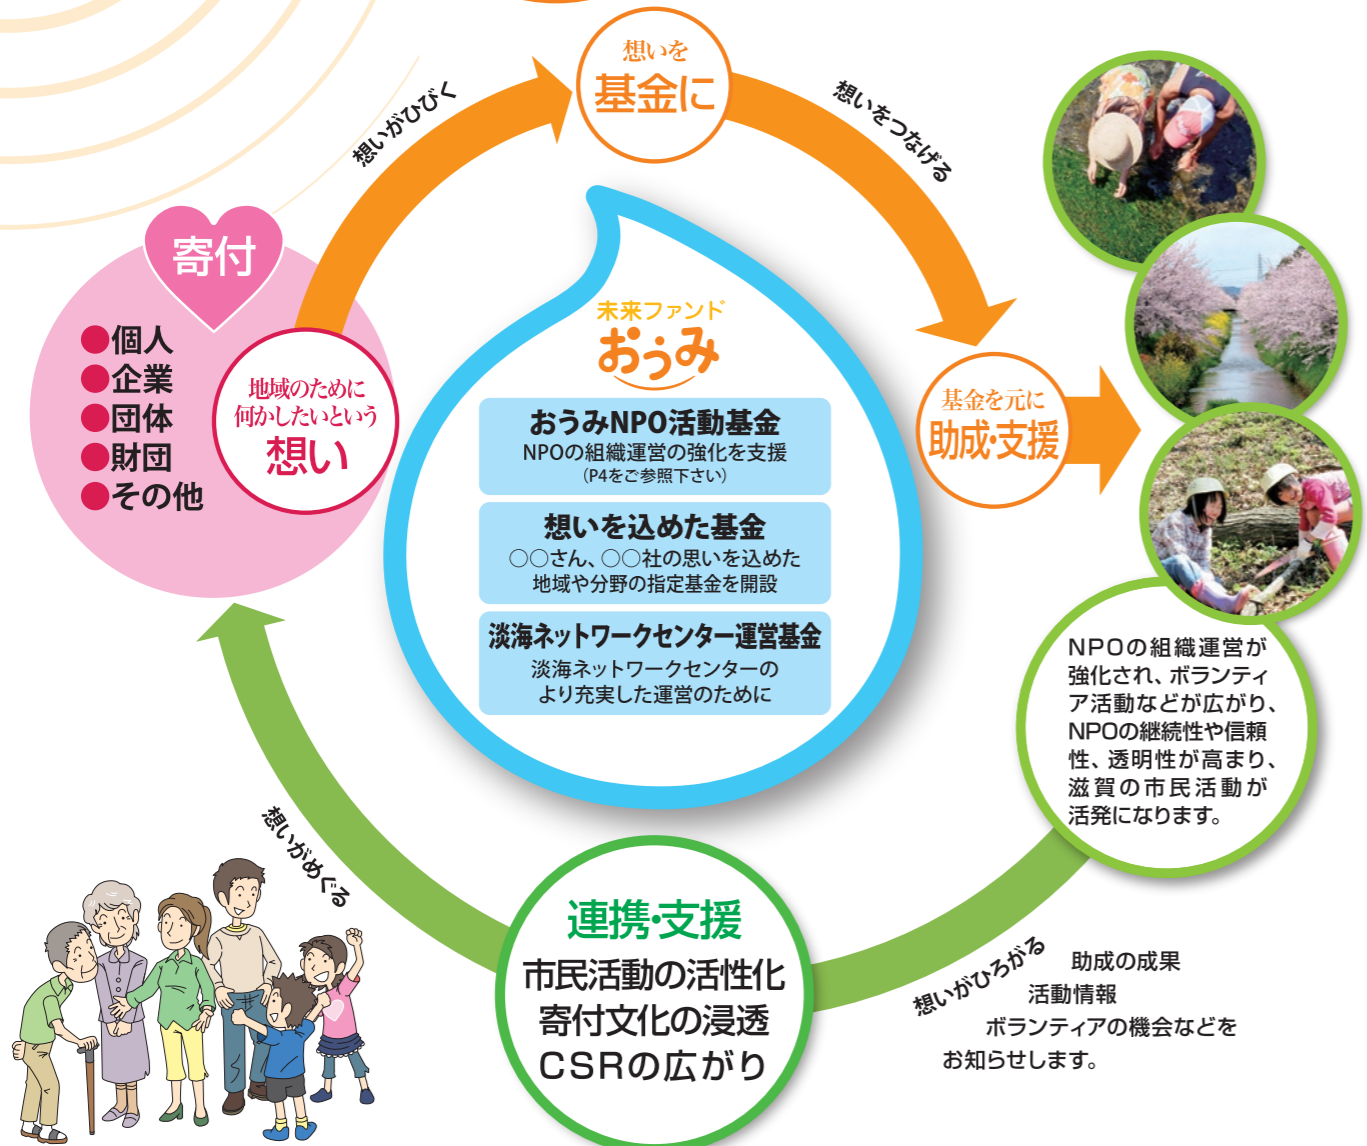 想いを
基金に
想いがひびく
想いをつなげる
寄付
●個人
●企業
●団体
●財団
●その他
地域のために
何かしたいという
想い
未来ファンド
おうみ
おうみNPO活動基金
NPOの組織運営の強化を支援
(P4をご参照下さい)
想いを込めた基金
○○さん、○○社の思いを込めた
地域や分野の指定基金を開設
淡海ネットワークセンター運営基金
淡海ネットワークセンターの
より充実した運営のために
基金を元に
助成・支援
NPOの組織運営が
強化され、ボランティ
ア活動などが広がり、
NPOの継続性や信頼
性、透明性が高まり、
滋賀の市民活動が
活発になります。
想いがひろがる
助成の成果
活動情報
ボランティアの機会などを
お知らせします。
連携・支援
市民活動の活性化
寄付文化の浸透
CSRの広がり
想いがめぐる